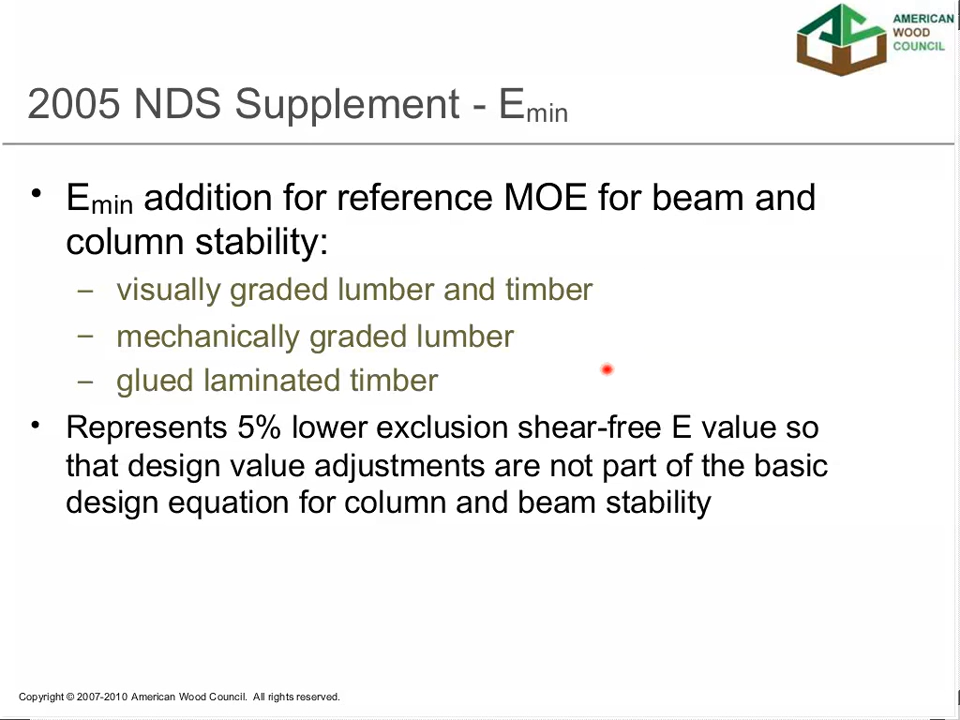 AMERICAN
WOOD
COUNCIL
2005 NDS Supplement - Emin
• Emin addition for reference MOE for beam and
column stability:
– visually graded lumber and timber
– mechanically graded lumber
– glued laminated timber
• Represents 5% lower exclusion shear-free E value so
that design value adjustments are not part of the basic
design equation for column and beam stability
Copyright © 2007-2010 American Wood Council. All rights reserved.